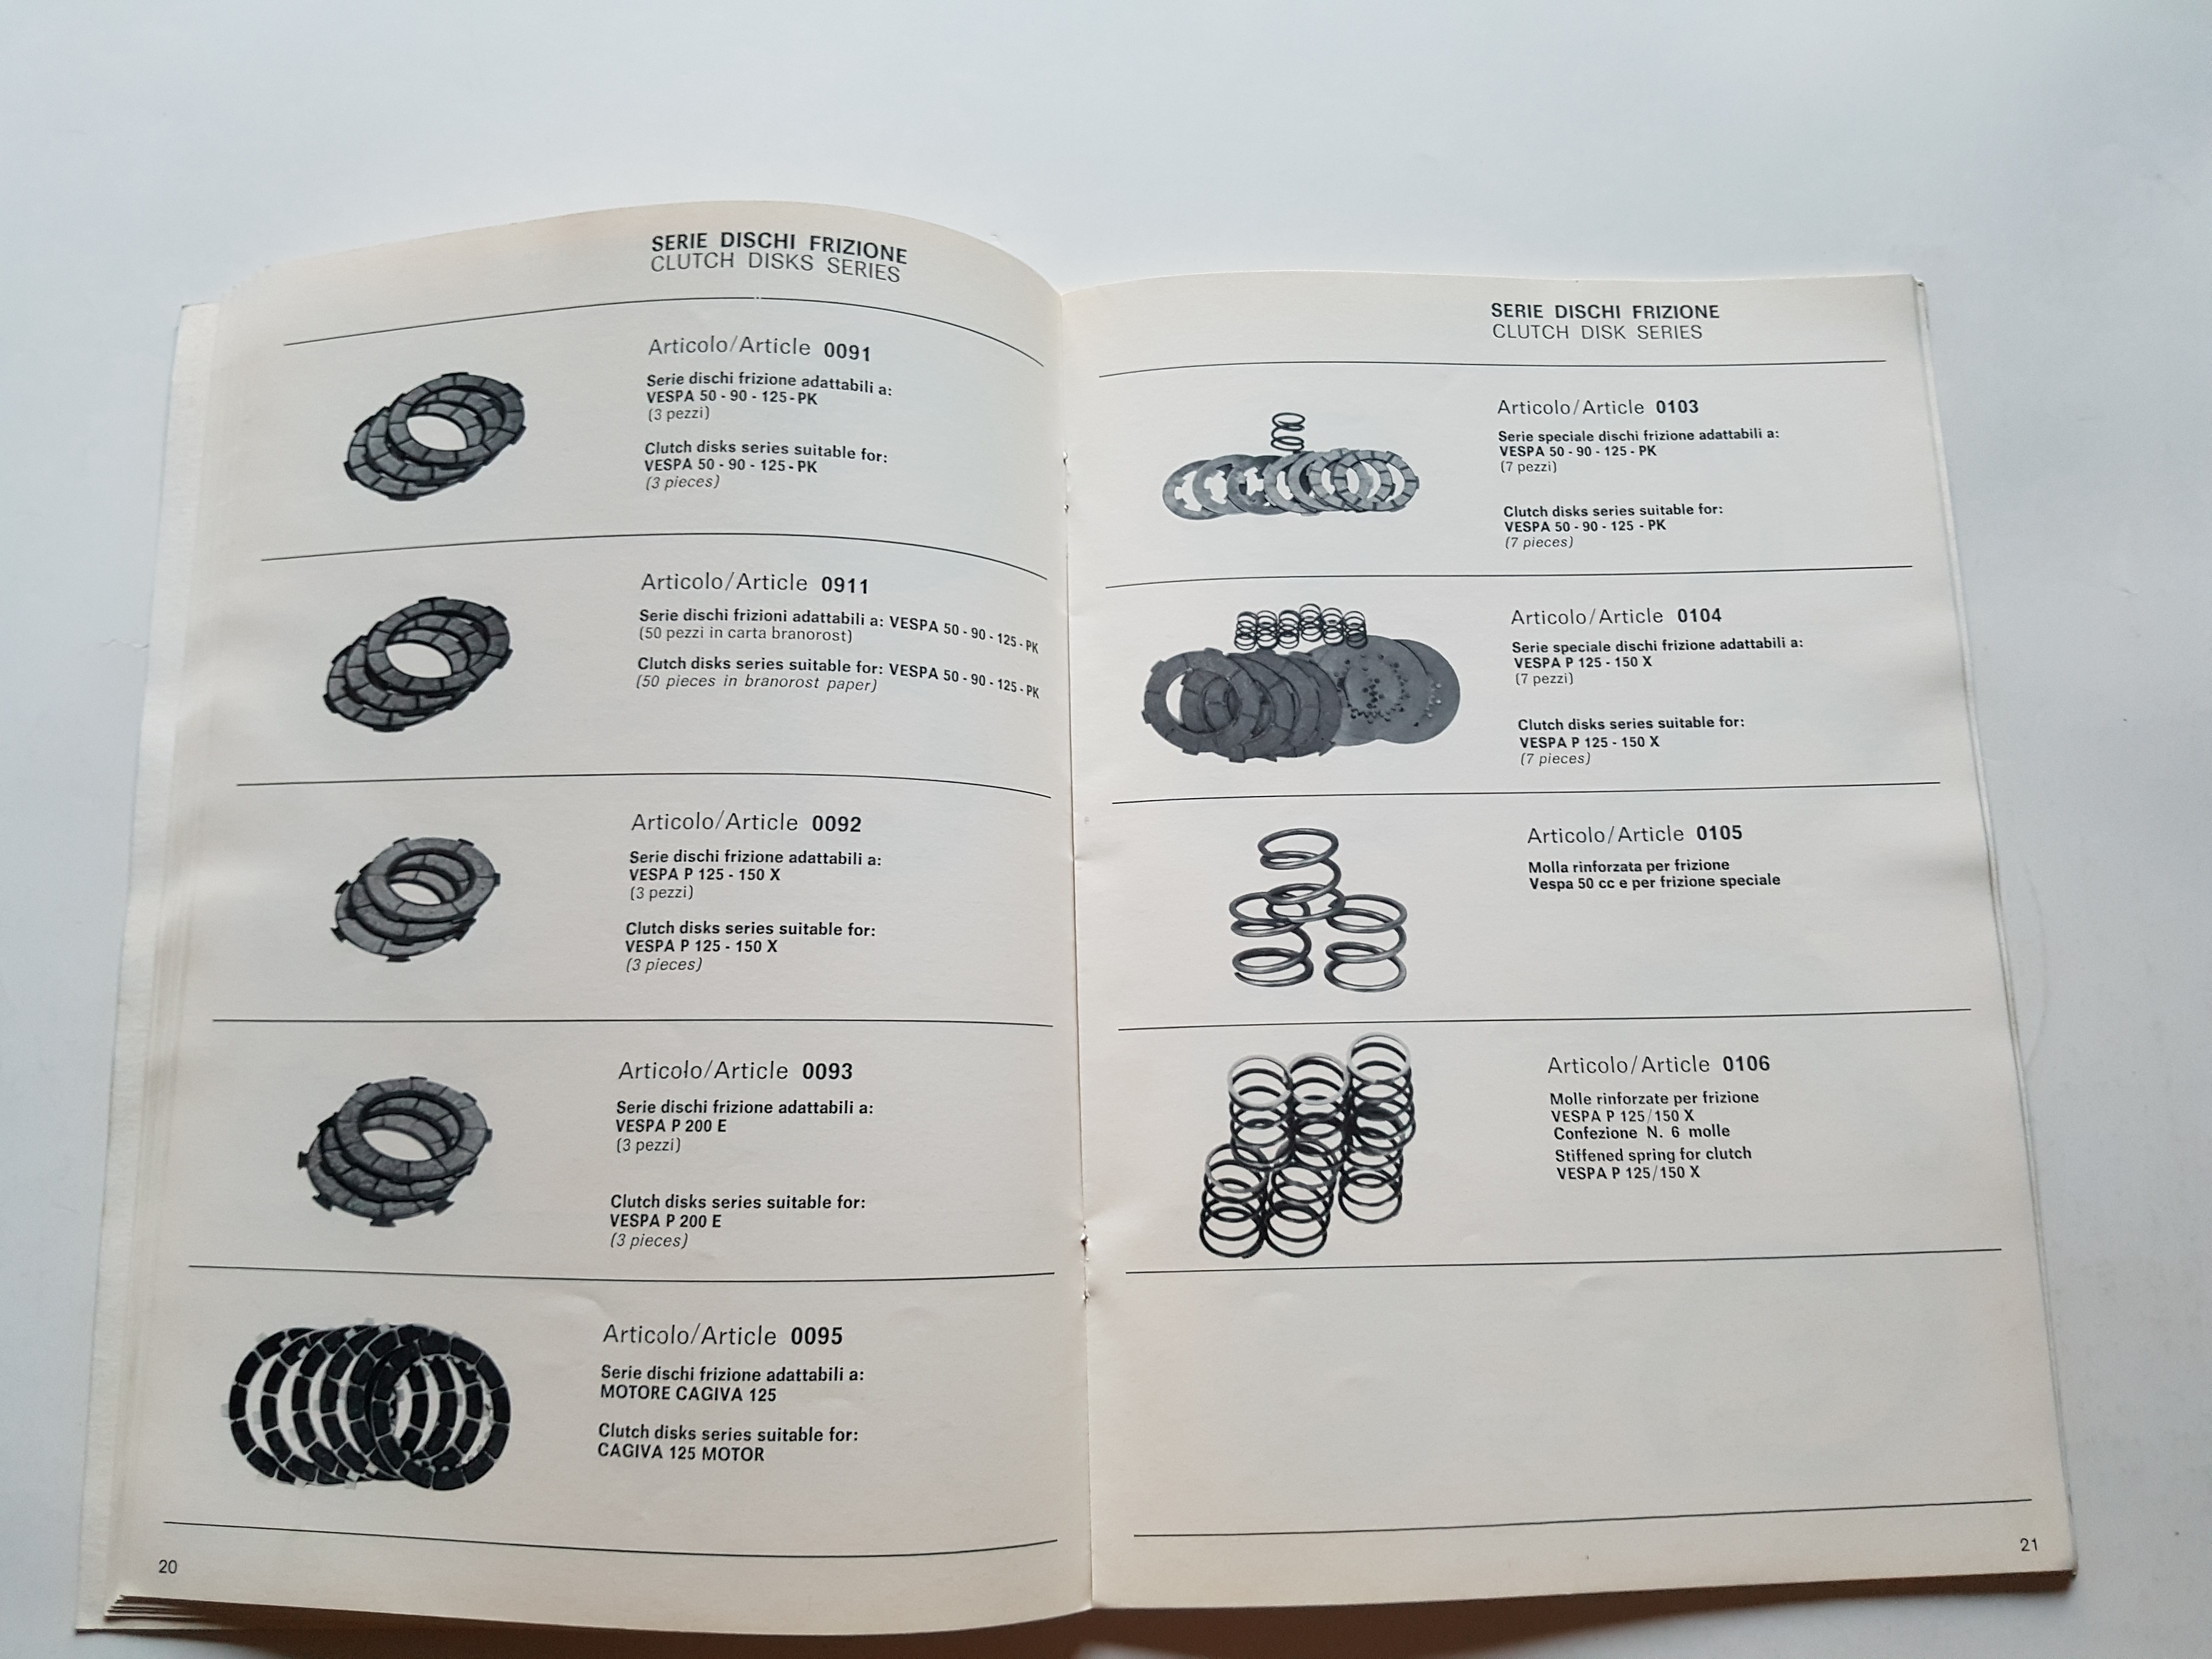 SERIE DISCHI FRIZIONE
CLUTCH DISKS SERIES
Articolo/Article 0091
Serie dischi frizione adattabili a:
VESPA 50 - 90 - 125 - PK
(3 pezzi)
Clutch disks series suitable for:
VESPA 50 - 90 - 125 - PK
(3 pieces)
Articolo/Article 0911
Serie dischi frizioni adattabili a: VESPA 50 - 90 - 125 - PK
(50 pezzi in carta branorost)
Clutch disks series suitable for: VESPA 50 - 90 - 125 - PK
(50 pieces in branorost paper)
Articolo/Article 0092
Serie dischi frizione adattabili a:
VESPA P 125 - 150 X
(3 pezzi)
Clutch disks series suitable for:
VESPA P 125 - 150 X
(3 pieces)
Articolo/Article 0093
Serie dischi frizione adattabili a:
VESPA P 200 E
(3 pezzi)
Clutch disks series suitable for:
VESPA P 200 E
(3 pieces)
Articolo/Article 0095
Serie dischi frizione adattabili a:
MOTORE CAGIVA 125
Clutch disks series suitable for:
CAGIVA 125 MOTOR
20
SERIE DISCHI FRIZIONE
CLUTCH DISK SERIES
Articolo/Article 0103
Serie speciale dischi frizione adattabili a:
VESPA 50 - 90 - 125 - PK
(7 pezzi)
Clutch disks series suitable for:
VESPA 50 - 90 - 125 - PK
(7 pieces)
Articolo/Article 0104
Serie speciale dischi frizione adattabili a:
VESPA P 125 - 150 X
(7 pezzi)
Clutch disks series suitable for:
VESPA P 125 - 150 X
(7 pieces)
Articolo/Article 0105
Molla rinforzata per frizione
Vespa 50 cc e per frizione speciale
Articolo/Article 0106
Molle rinforzate per frizione
VESPA P 125/150 X
Confezione N. 6 molle
Stiffened spring for clutch
VESPA P 125/150 X
21